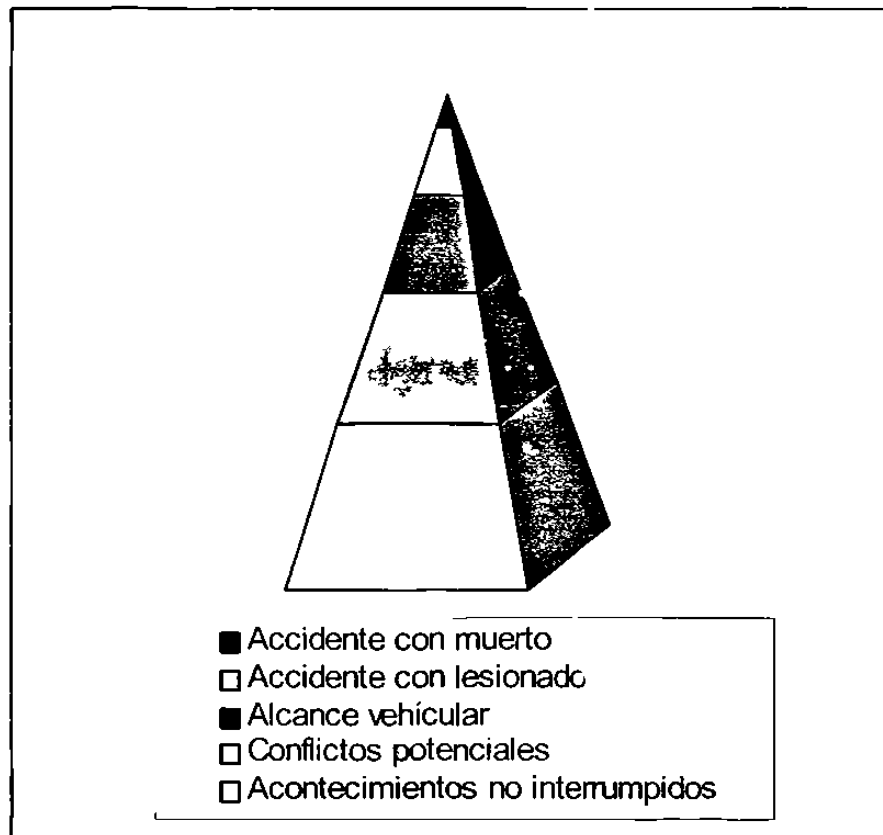 Accidente con muerto
Accidente con lesionado
Alcance vehícular
Conflictos potenciales
Acontecimientos no interrumpidos